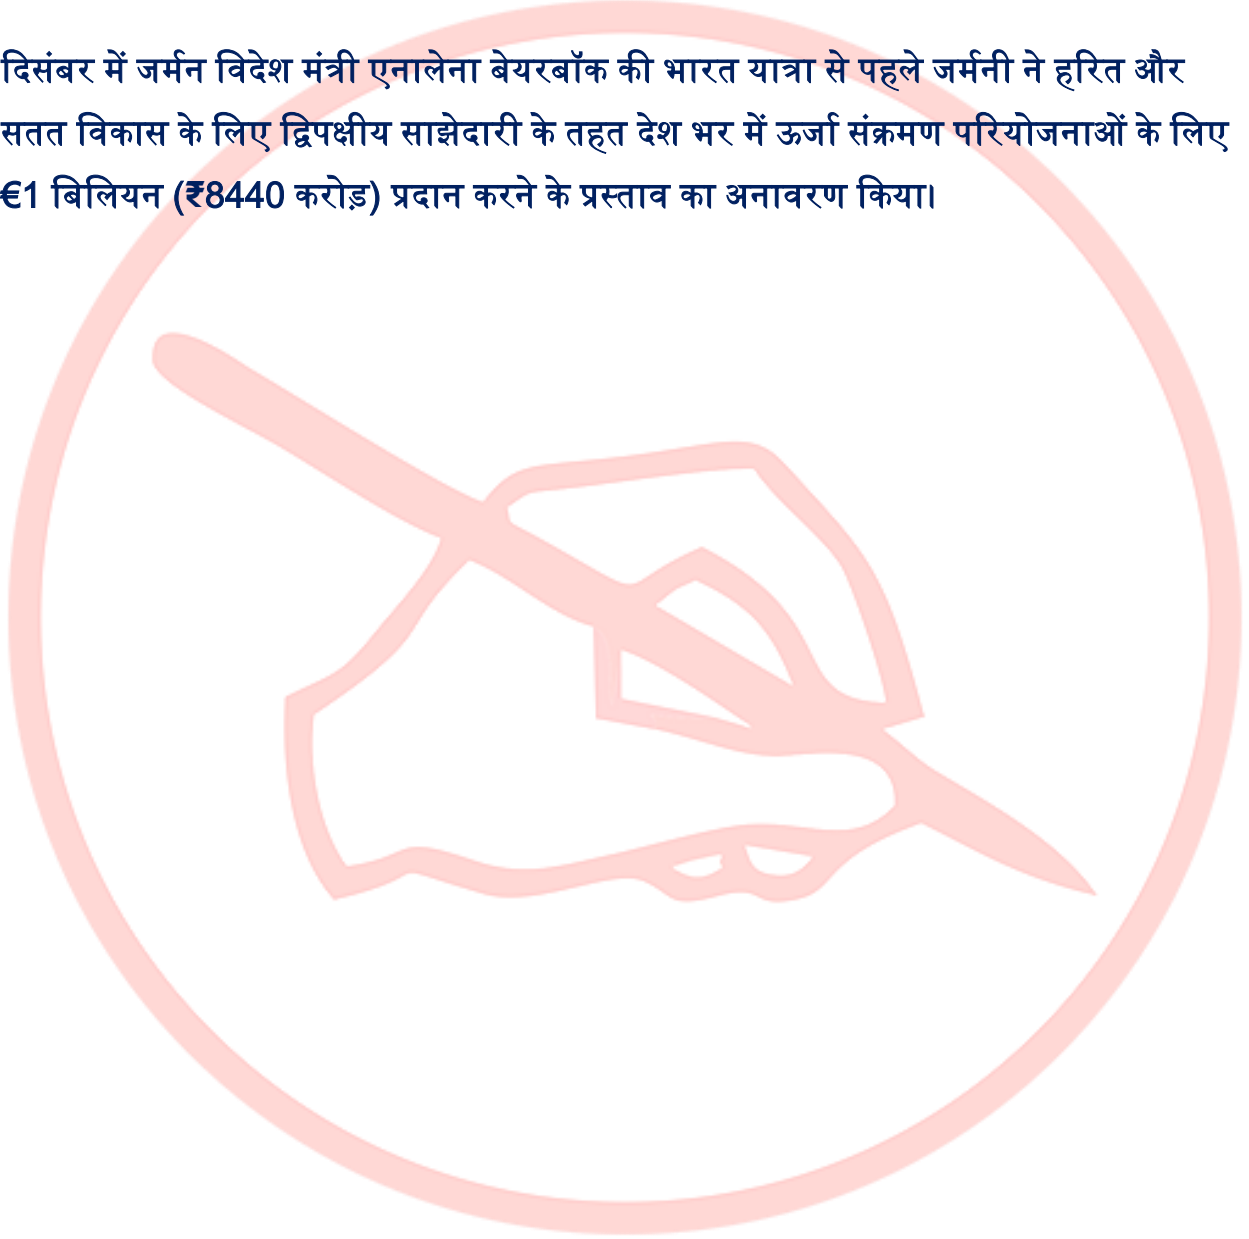 दिसंबर में जर्मन विदेश मंत्री एनालेना बेयरबॉक की भारत यात्रा से पहले जर्मनी ने हरित और
सतत विकास के लिए द्विपक्षीय साझेदारी के तहत देश भर में ऊर्जा संक्रमण परियोजनाओं के लिए
€1 बिलियन (₹8440 करोड़) प्रदान करने के प्रस्ताव का अनावरण किया।